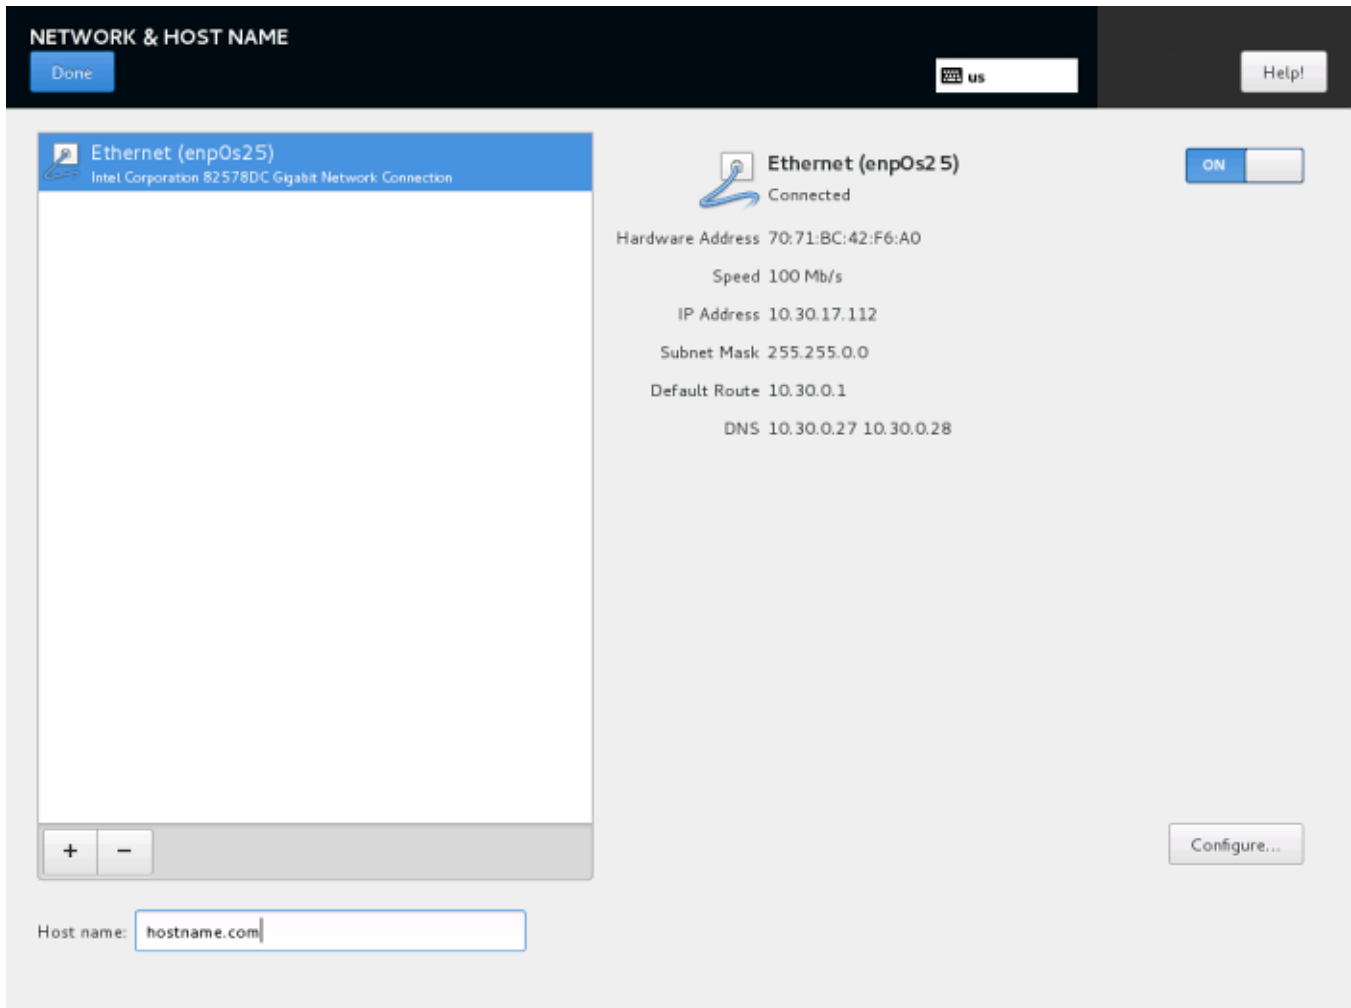 NETWORK & HOST NAME
Done
us
Help!
Ethernet (enp0s25)
Intel Corporation 82578DC Gigabit Network Connection
Ethernet (enp0s25)
Connected
ON
Hardware Address 70:71:BC:42:F6:A0
Speed 100 Mb/s
IP Address 10.30.17.112
Subnet Mask 255.255.0.0
Default Route 10.30.0.1
DNS 10.30.0.27 10.30.0.28
+ −
Configure...
Host name: hostname.com